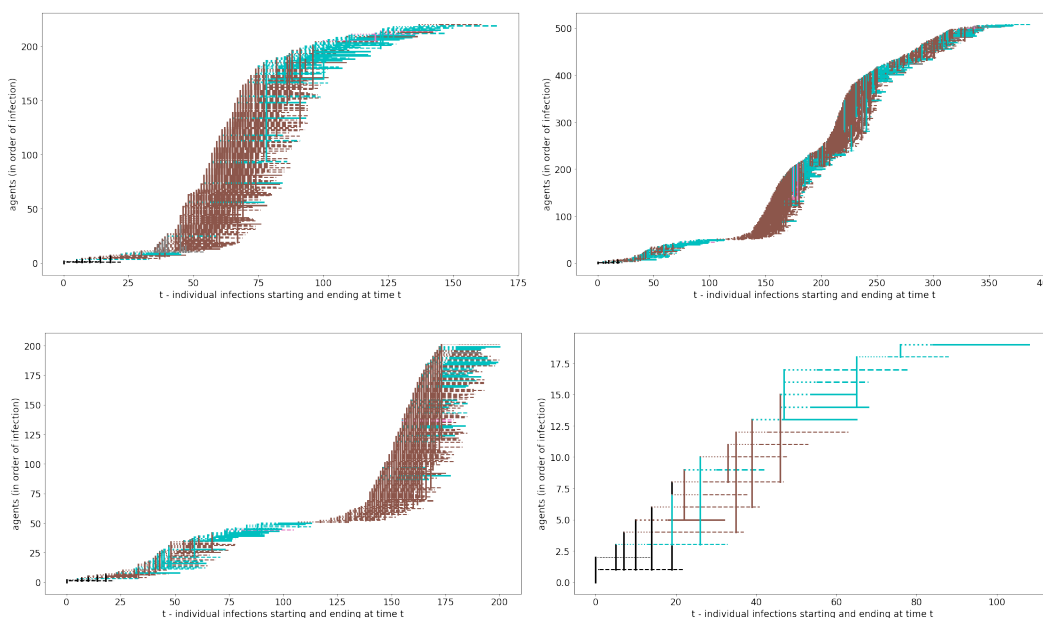 200
150
100
50
0
agents (in order of infection)
0 25 50 75 100 125 150 175
t - individual infections starting and ending at time t
500
400
300
200
100
0
agents (in order of infection)
0 50 100 150 200 250 300 350
t - individual infections starting and ending at time t
200
175
150
125
100
75
50
25
0
agents (in order of infection)
0 25 50 75 100 125 150 175 200
t - individual infections starting and ending at time t
17.5
15.0
12.5
10.0
7.5
5.0
2.5
0.0
agents (in order of infection)
0 20 40 60 80 100
t - individual infections starting and ending at time t